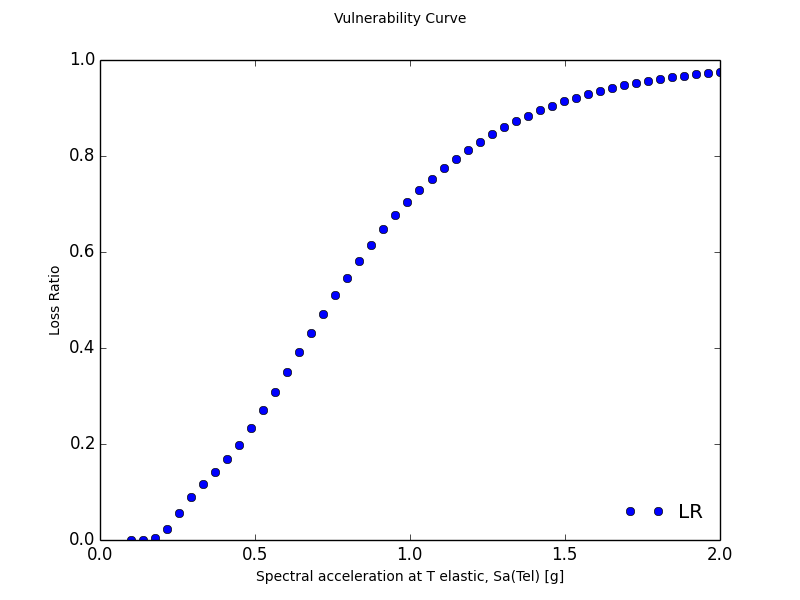 Vulnerability Curve
1.0
0.8
0.6
0.4
0.2
0.0
Loss Ratio
LR
0.0 0.5 1.0 1.5 2.0
Spectral acceleration at T elastic, Sa(Tel) [g]